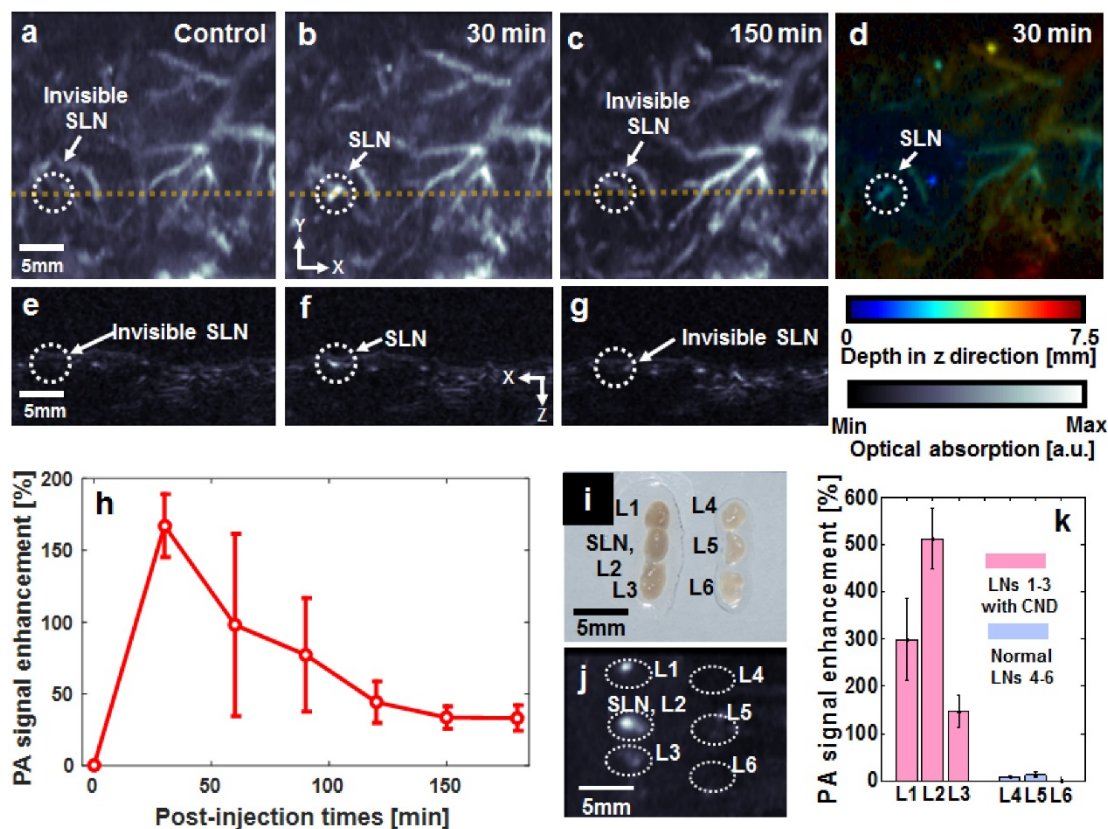 a
Control
Invisible
SLN
5mm
b
30 min
SLN
Y
X
c
150 min
Invisible
SLN
d
30 min
SLN
e
Invisible SLN
5mm
f
SLN
X
Z
g
Invisible SLN
0
7.5
Depth in z direction [mm]
Min
Max
Optical absorption [a.u.]
h
PA signal enhancement [%]
200
150
100
50
0
0
50
100
150
Post-injection times [min]
i
L1
SLN,
L2
L3
L4
L5
L6
5mm
j
L1
SLN, L2
L3
L4
L5
L6
5mm
k
PA signal enhancement [%]
600
500
400
300
200
100
0
LNs 1-3
with CND
Normal
LNs 4-6
L1 L2 L3 L4 L5 L6